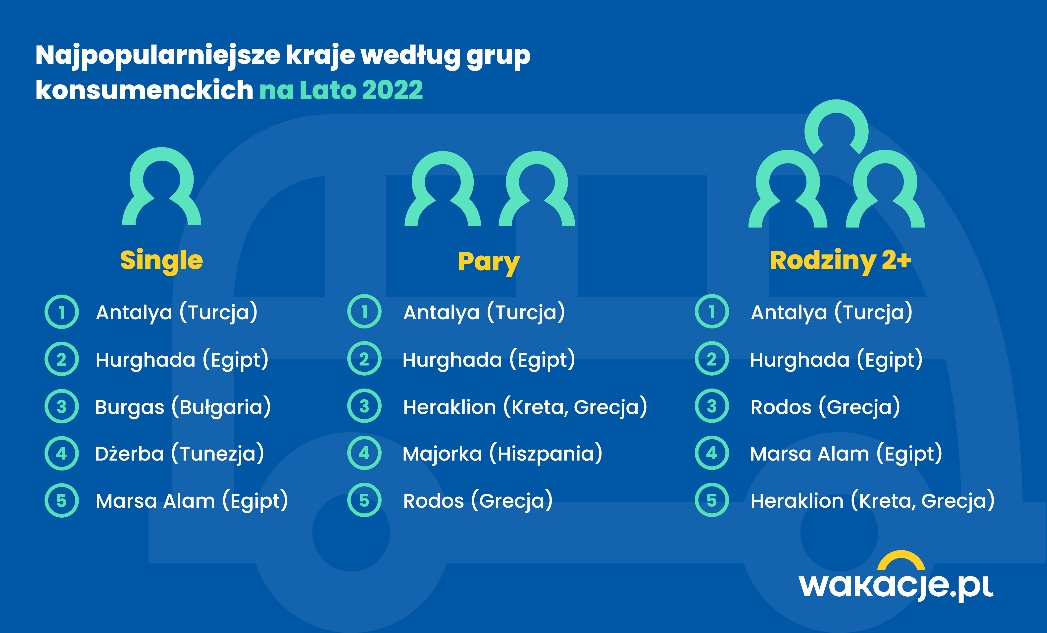 Najpopularniejsze kraje według grup
konsumenckich na Lato 2022
Single
1 Antalya (Turcja)
2 Hurghada (Egipt)
3 Burgas (Bułgaria)
4 Dżerba (Tunezja)
5 Marsa Alam (Egipt)
Pary
1 Antalya (Turcja)
2 Hurghada (Egipt)
3 Heraklion (Kreta, Grecja)
4 Majorka (Hiszpania)
5 Rodos (Grecja)
Rodziny 2+
1 Antalya (Turcja)
2 Hurghada (Egipt)
3 Rodos (Grecja)
4 Marsa Alam (Egipt)
5 Heraklion (Kreta, Grecja)
wakacje.pl